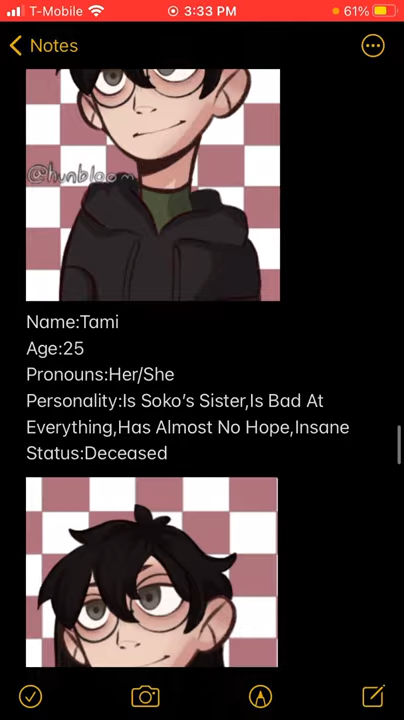 T-Mobile 3:33 PM 61%
Notes
@hunbloom
Name:Tami
Age:25
Pronouns:Her/She
Personality:Is Soko's Sister,Is Bad At
Everything,Has Almost No Hope,Insane
Status:Deceased